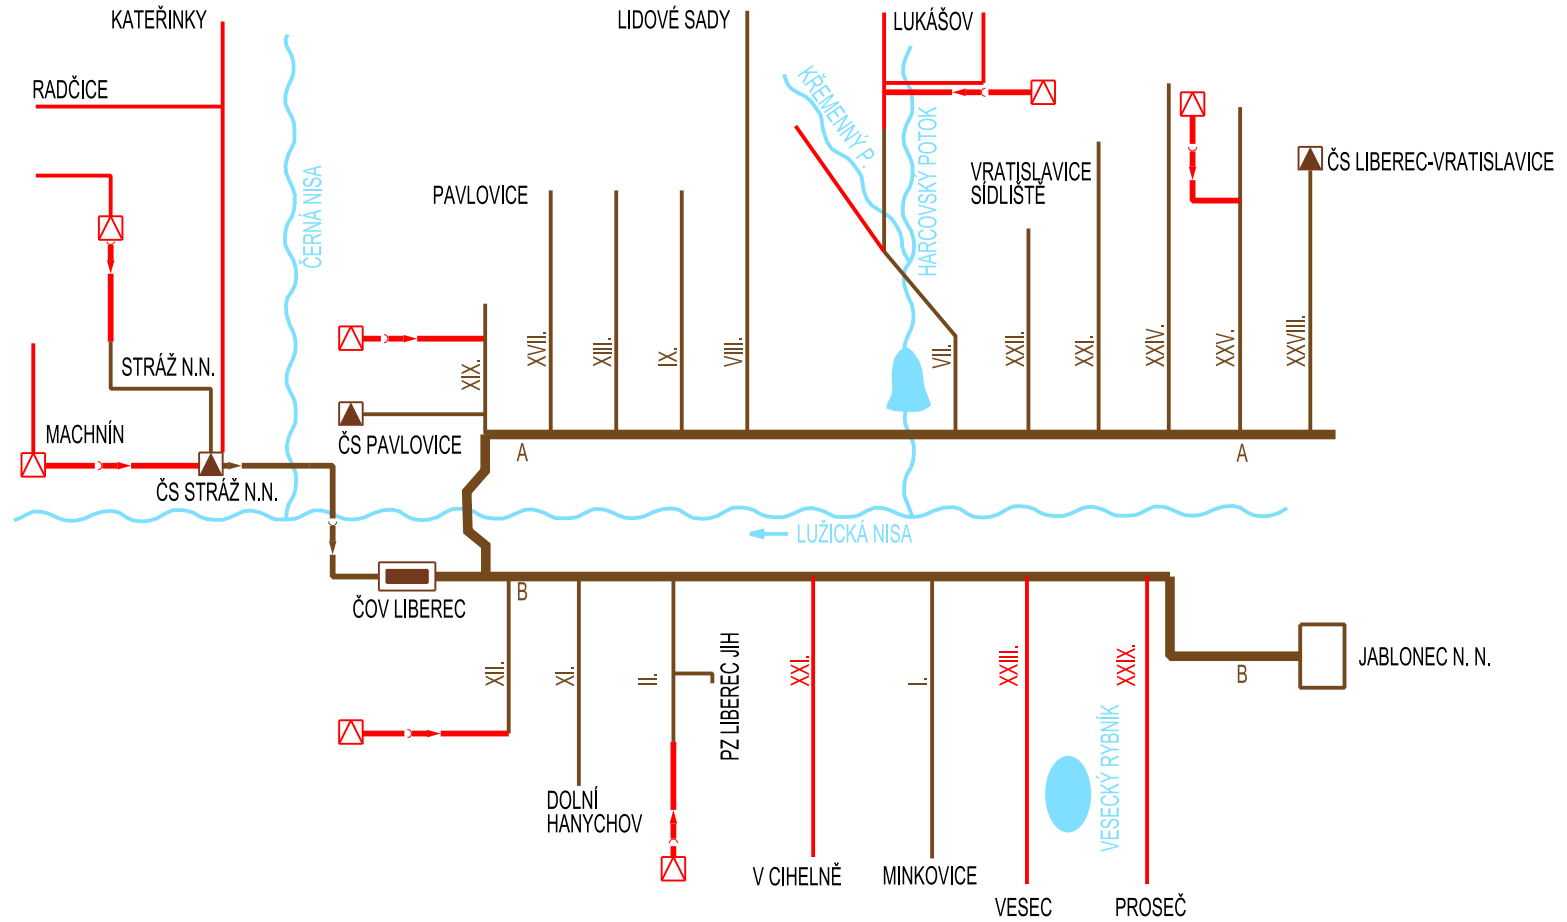 KATEŘINKY
LIDOVÉ SADY
LUKÁŠOV
RADČICE
KŘEMENNÝ P.
HARCOVSKÝ POTOK
ČERNÁ NISA
PAVLOVICE
VRATISLAVICE
SÍDLIŠTĚ
ČS LIBEREC-VRATISLAVICE
STRÁŽ N.N.
XIX.
XVII.
XIII.
IX.
VIII.
VII.
XXII.
XXI.
XXIV.
XXV.
XXVIII.
MACHNÍN
ČS PAVLOVICE
A
A
ČS STRÁŽ N.N.
LUŽICKÁ NISA
ČOV LIBEREC
B
XII.
XI.
II.
PZ LIBEREC JIH
XXI.
I.
XXIII.
XXIX.
B
JABLONEC N. N.
VESECKÝ RYBNÍK
DOLNÍ
HANYCHOV
V CIHELNĚ
MINKOVICE
VESEC
PROSEČ